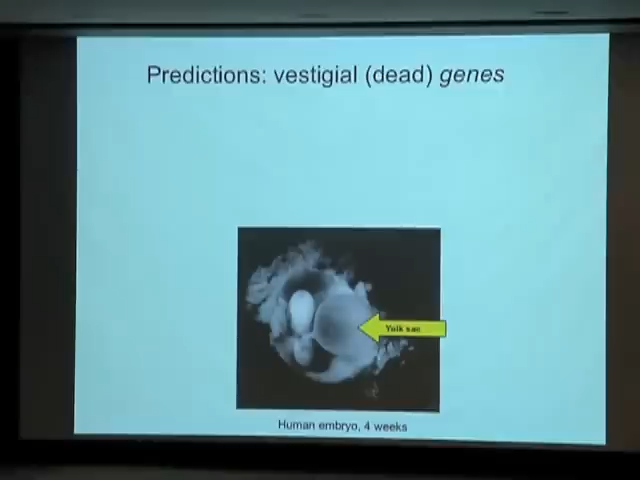 Predictions: vestigial (dead) genes
Yolk sac
Human embryo, 4 weeks